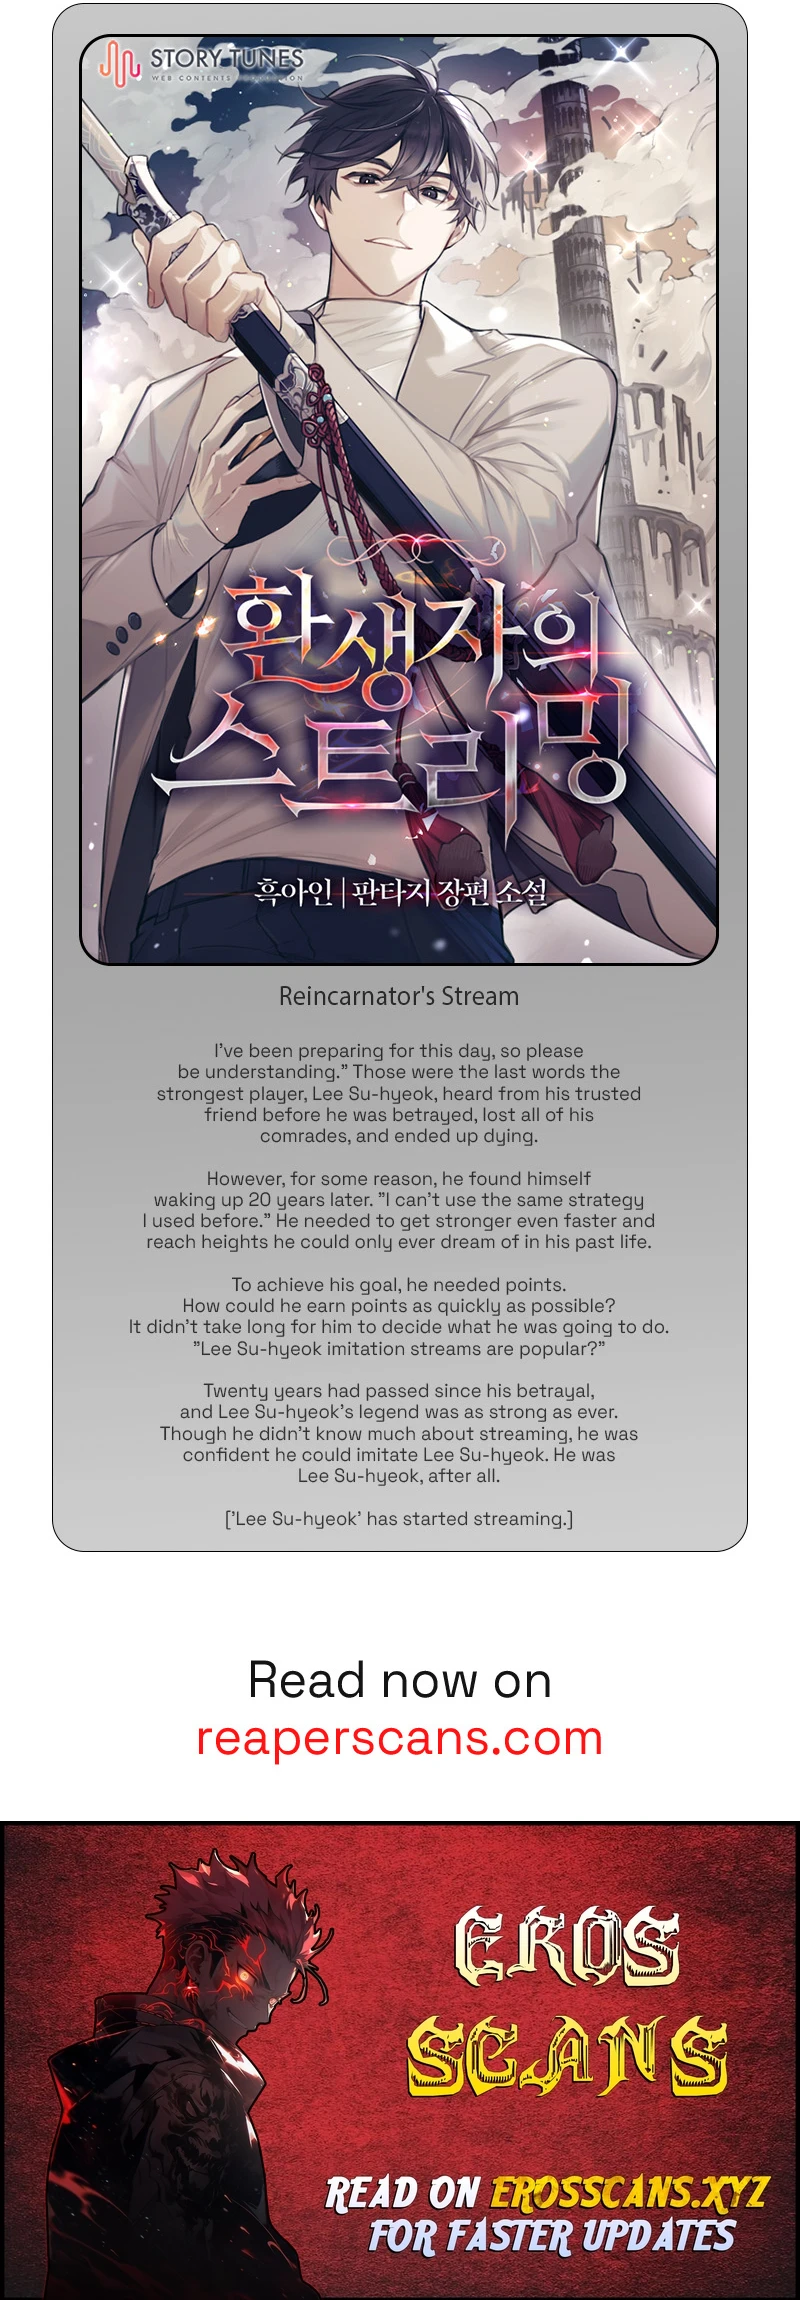 STORY TUNES
WEB CONTENTS PRODUCTION
환생자의
스트리밍
흑아인 | 판타지 장편 소설
Reincarnator's Stream
I've been preparing for this day, so please
be understanding." Those were the last words the
strongest player, Lee Su-hyeok, heard from his trusted
friend before he was betrayed, lost all of his
comrades, and ended up dying.
However, for some reason, he found himself
waking up 20 years later. "I can't use the same strategy
I used before." He needed to get stronger even faster and
reach heights he could only ever dream of in his past life.
To achieve his goal, he needed points.
How could he earn points as quickly as possible?
It didn't take long for him to decide what he was going to do.
"Lee Su-hyeok imitation streams are popular?"
Twenty years had passed since his betrayal,
and Lee Su-hyeok's legend was as strong as ever.
Though he didn't know much about streaming, he was
confident he could imitate Lee Su-hyeok. He was
Lee Su-hyeok, after all.
['Lee Su-hyeok' has started streaming.]
Read now on
reaperscans.com
EROS
SCANS
READ ON EROSSCANS.XYZ
FOR FASTER UPDATES